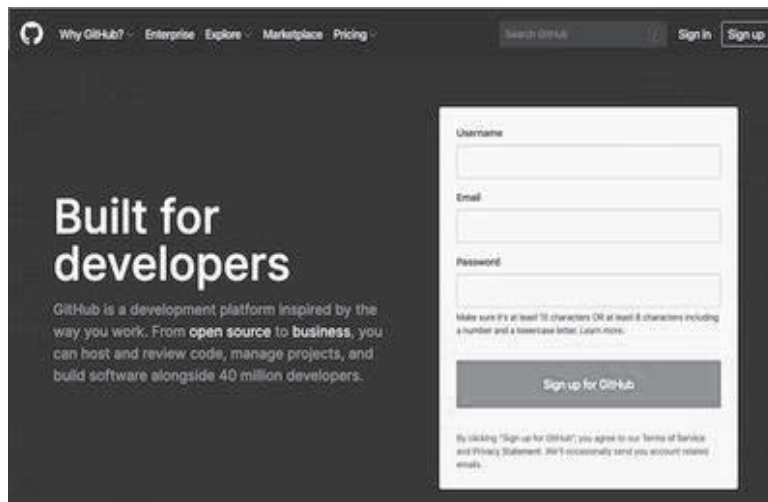 Why GitHub? Enterprise Explore Marketplace Pricing Search GitHub / Sign in Sign up
Built for
developers
GitHub is a development platform inspired by the
way you work. From open source to business, you
can host and review code, manage projects, and
build software alongside 40 million developers.
Username
Email
Password
Make sure it's at least 15 characters OR at least 8 characters including
a number and a lowercase letter. Learn more.
Sign up for GitHub
By clicking "Sign up for GitHub", you agree to our Terms of Service
and Privacy Statement. We'll occasionally send you account related
emails.